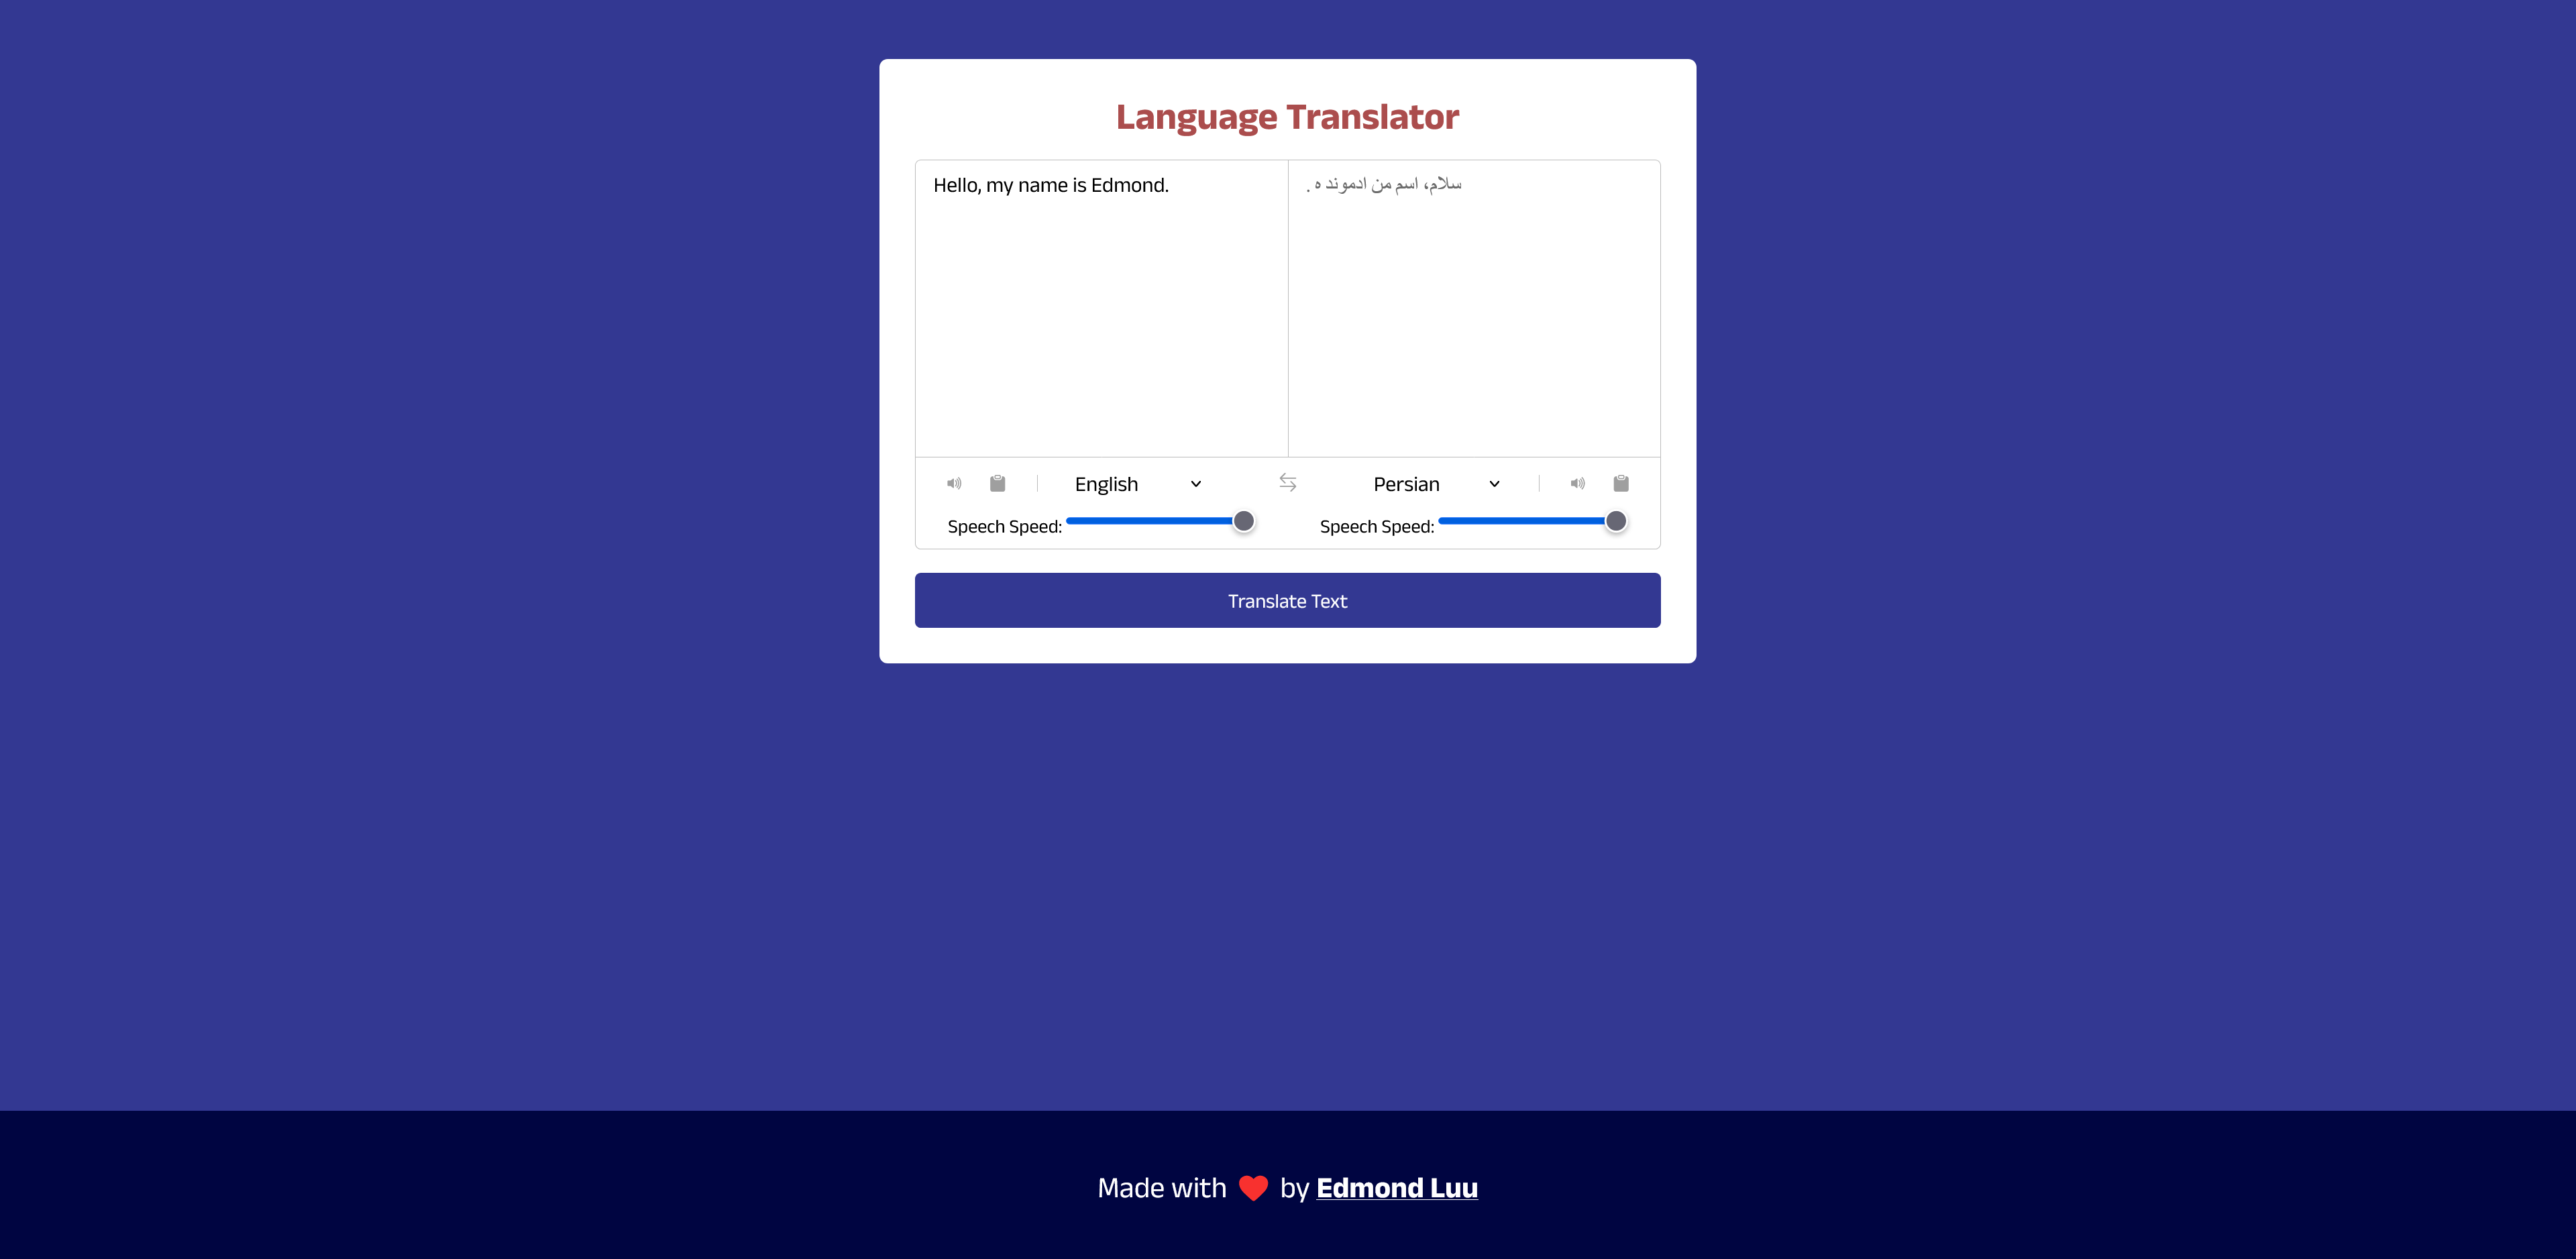 Language Translator
Hello, my name is Edmond.
سلام، اسم من ادموند ه .
English
Persian
Speech Speed:
Speech Speed:
Translate Text
Made with ❤ by Edmond Luu